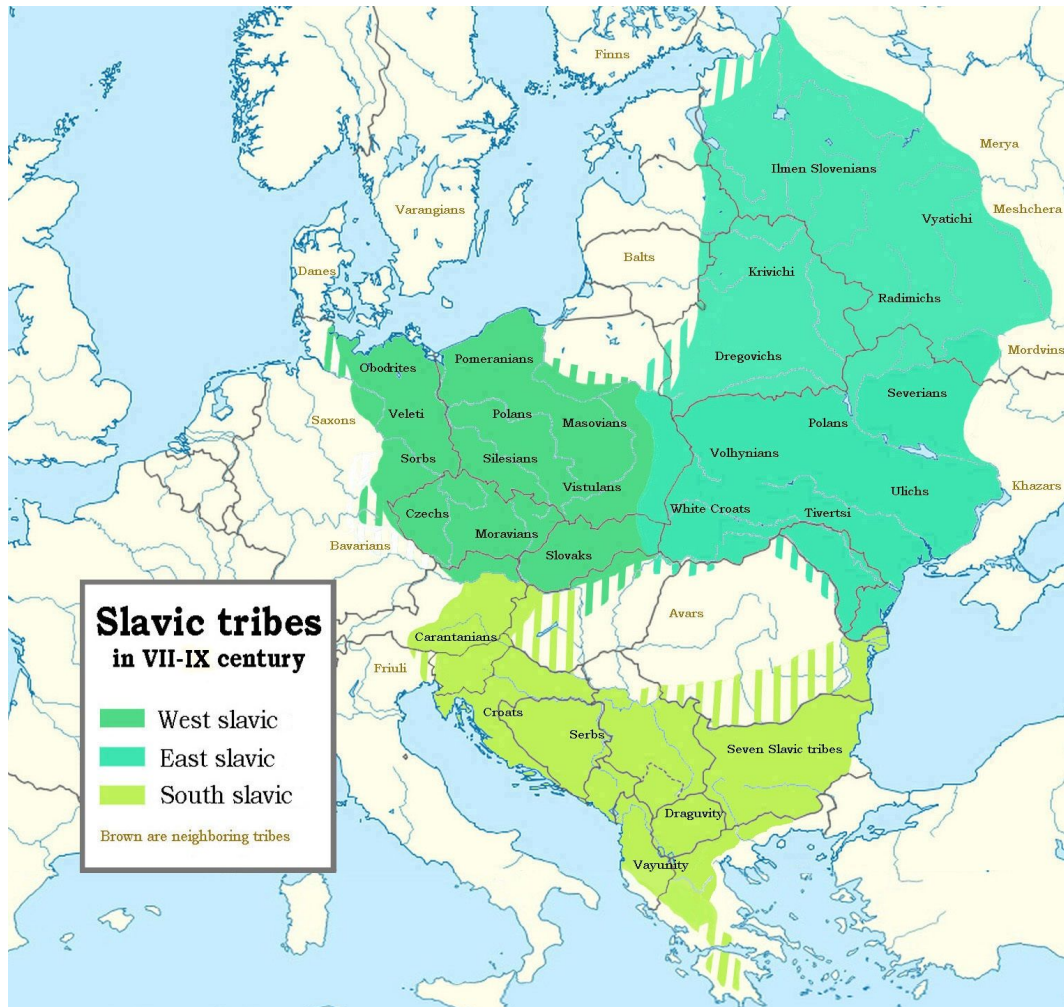 Finns
Merya
Ilmen Slovenians
Meshchera
Varangians
Vyatichi
Balts
Danes
Krivichi
Radimichs
Mordvins
Pomeranians
Dregovichs
Obodrites
Severians
Veleti
Polans
Masovians
Polans
Saxons
Volhynians
Sorbs
Silesians
Khazars
Vistulans
Ulichs
White Croats
Tivertsi
Czechs
Moravians
Bavarians
Slovaks
Avars
Carantanians
Friuli
Croats
Serbs
Seven Slavic tribes
Draguvity
Vayunity
Slavic tribes
in VII-IX century
West slavic
East slavic
South slavic
Brown are neighboring tribes